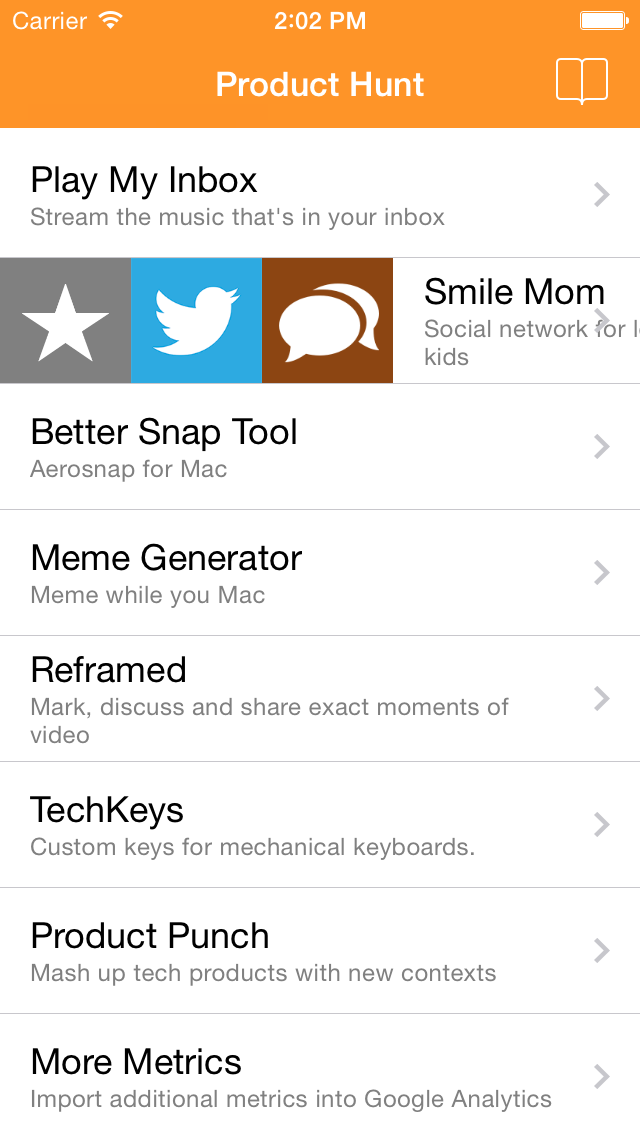 Carrier
2:02 PM
Product Hunt
Play My Inbox
Stream the music that's in your inbox
Smile Mom
Social network for
kids
Better Snap Tool
Aerosnap for Mac
Meme Generator
Meme while you Mac
Reframed
Mark, discuss and share exact moments of
video
TechKeys
Custom keys for mechanical keyboards.
Product Punch
Mash up tech products with new contexts
More Metrics
Import additional metrics into Google Analytics